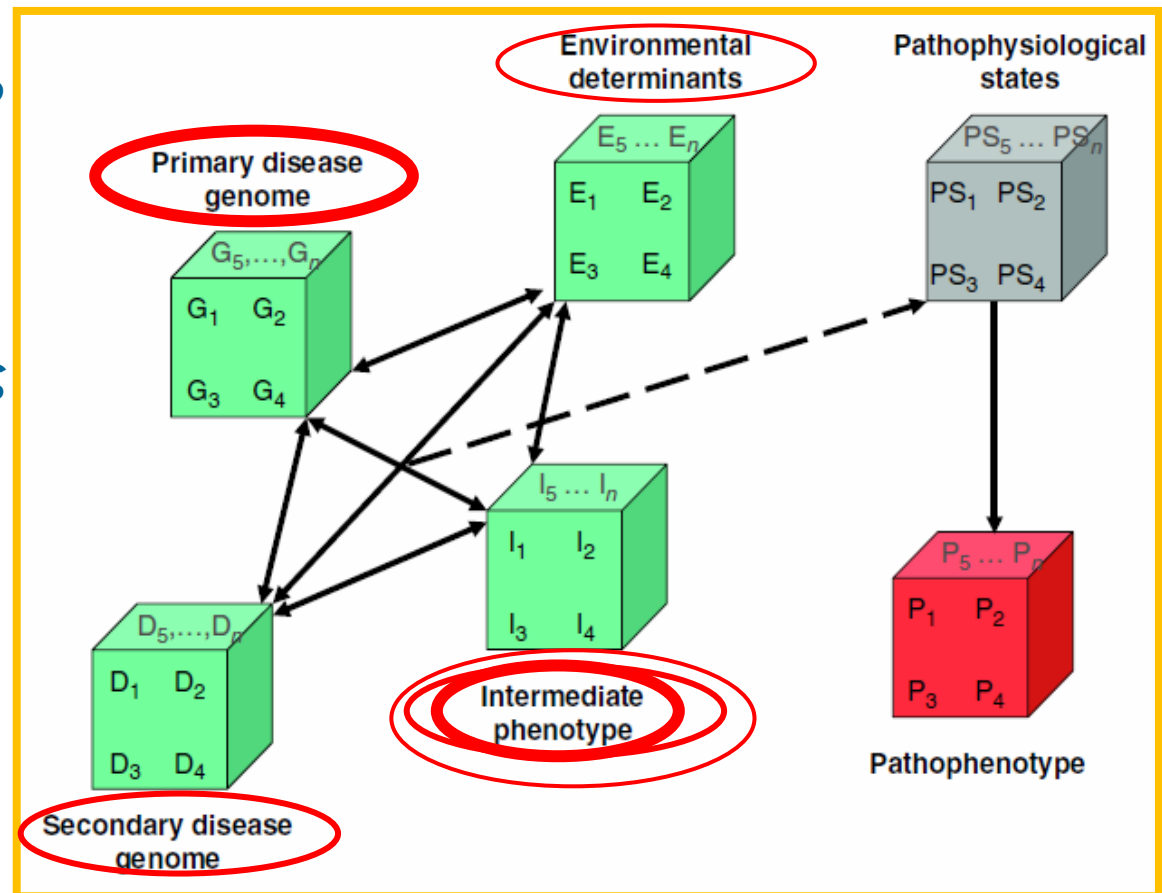 Environmental
determinants
Pathophysiological
states
Primary disease
genome
E5 ... En
E1 E2
E3 E4
PS5 ... PSn
PS1 PS2
PS3 PS4
G5,...,Gn
G1 G2
G3 G4
I5 ... In
I1 I2
I3 I4
Intermediate
phenotype
P5 ... Pn
P1 P2
P3 P4
Pathophenotype
D5,...,Dn
D1 D2
D3 D4
Secondary disease
genome